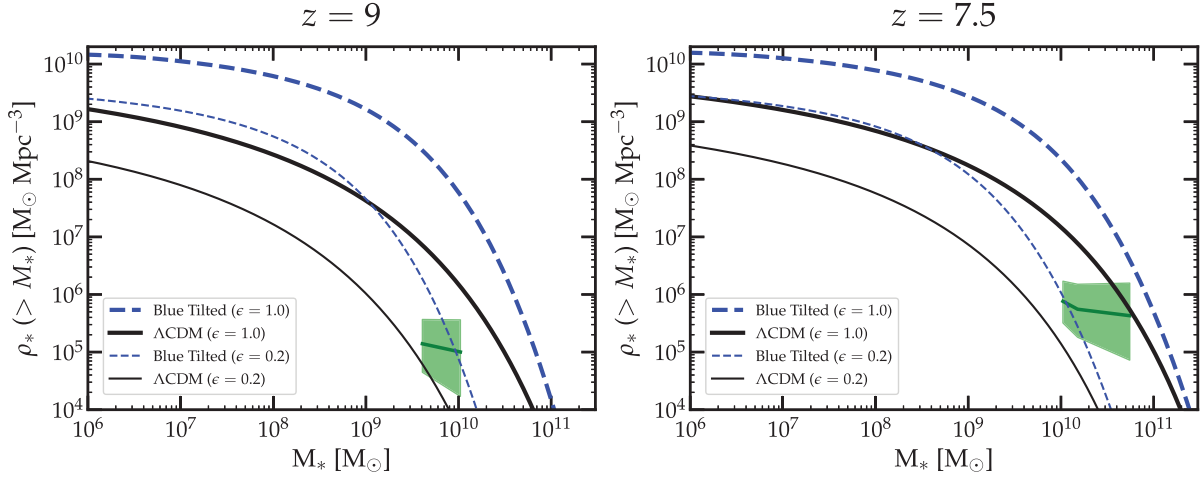 z = 9
ρ* (> M*) [M⊙ Mpc⁻³]
10¹⁰
10⁹
10⁸
10⁷
10⁶
10⁵
10⁴
Blue Tilted (ϵ = 1.0)
ΛCDM (ϵ = 1.0)
Blue Tilted (ϵ = 0.2)
ΛCDM (ϵ = 0.2)
10⁶ 10⁷ 10⁸ 10⁹ 10¹⁰ 10¹¹
M* [M⊙]
z = 7.5
ρ* (> M*) [M⊙ Mpc⁻³]
10¹⁰
10⁹
10⁸
10⁷
10⁶
10⁵
10⁴
Blue Tilted (ϵ = 1.0)
ΛCDM (ϵ = 1.0)
Blue Tilted (ϵ = 0.2)
ΛCDM (ϵ = 0.2)
10⁶ 10⁷ 10⁸ 10⁹ 10¹⁰ 10¹¹
M* [M⊙]